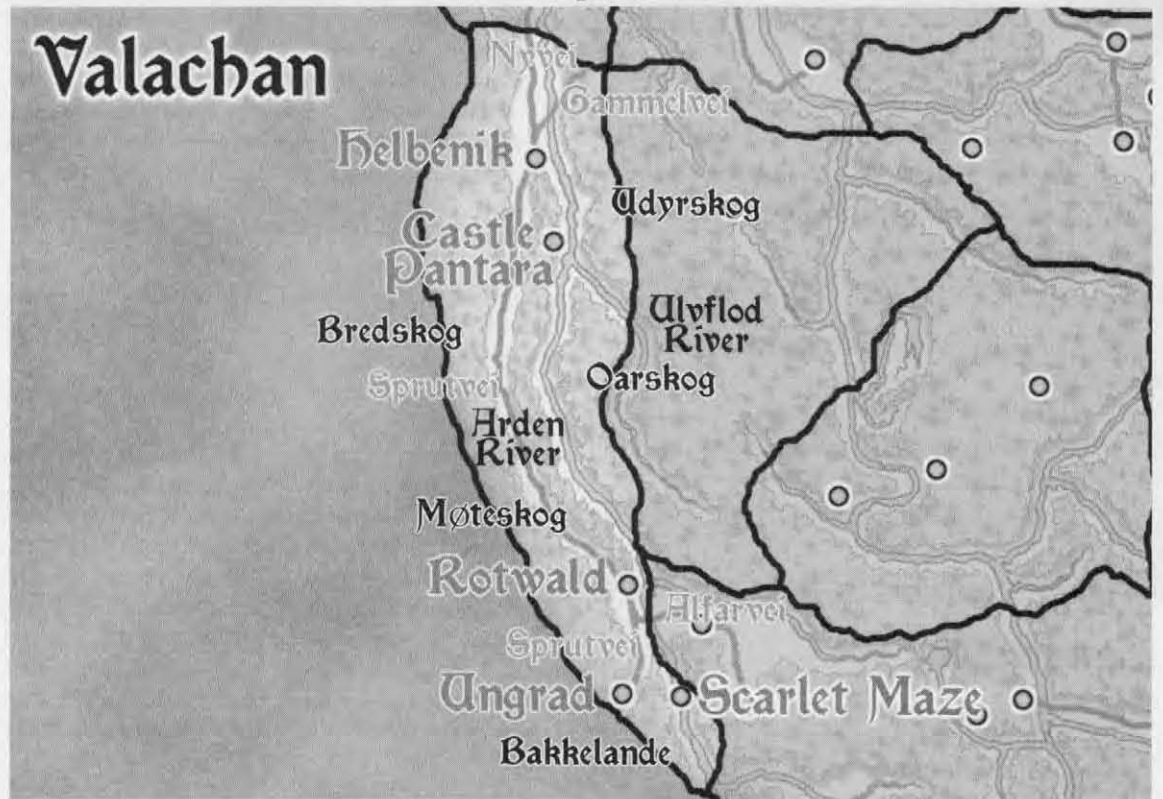 Valachan
Nyvei
Gammelvei
Helbenik
Udyrskog
Castle
Pantara
Ulvflod
River
Bredskog
Oarskog
Sprutvei
Arden
River
Møteskog
Rotwald
Alfarvei
Sprutvei
Ungrad
Scarlet Maze
Bakkelande